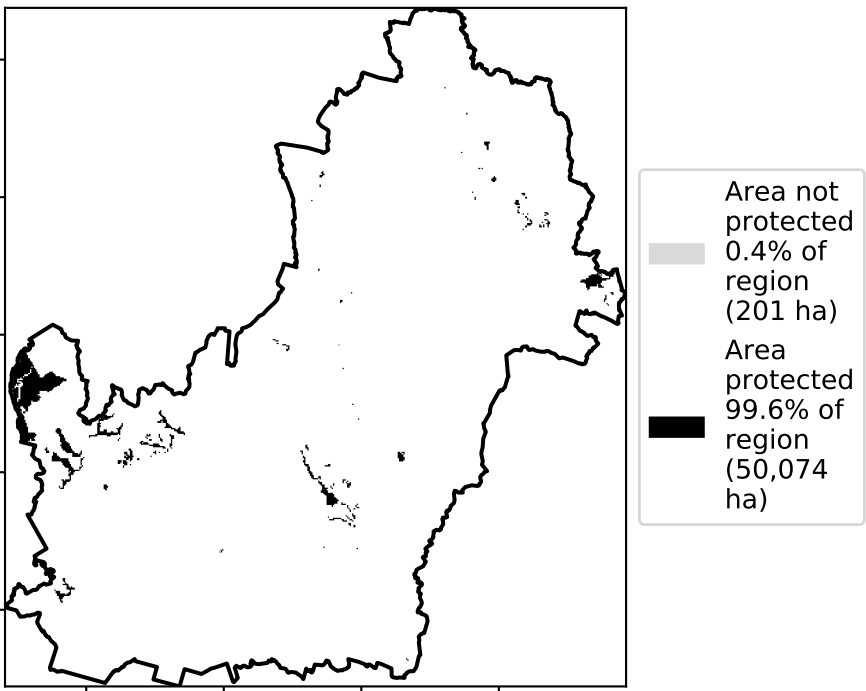 Area not
protected
0.4% of
region
(201 ha)
Area
protected
99.6% of
region
(50,074
ha)